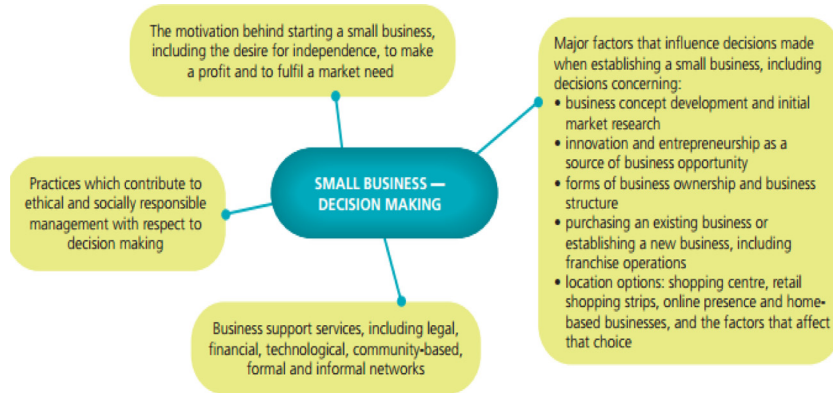 The motivation behind starting a small business,
including the desire for independence, to make
a profit and to fulfil a market need
Major factors that influence decisions made
when establishing a small business, including
decisions concerning:
• business concept development and initial
market research
• innovation and entrepreneurship as a
source of business opportunity
• forms of business ownership and business
structure
• purchasing an existing business or
establishing a new business, including
franchise operations
• location options: shopping centre, retail
shopping strips, online presence and home-
based businesses, and the factors that affect
that choice
SMALL BUSINESS —
DECISION MAKING
Practices which contribute to
ethical and socially responsible
management with respect to
decision making
Business support services, including legal,
financial, technological, community-based,
formal and informal networks